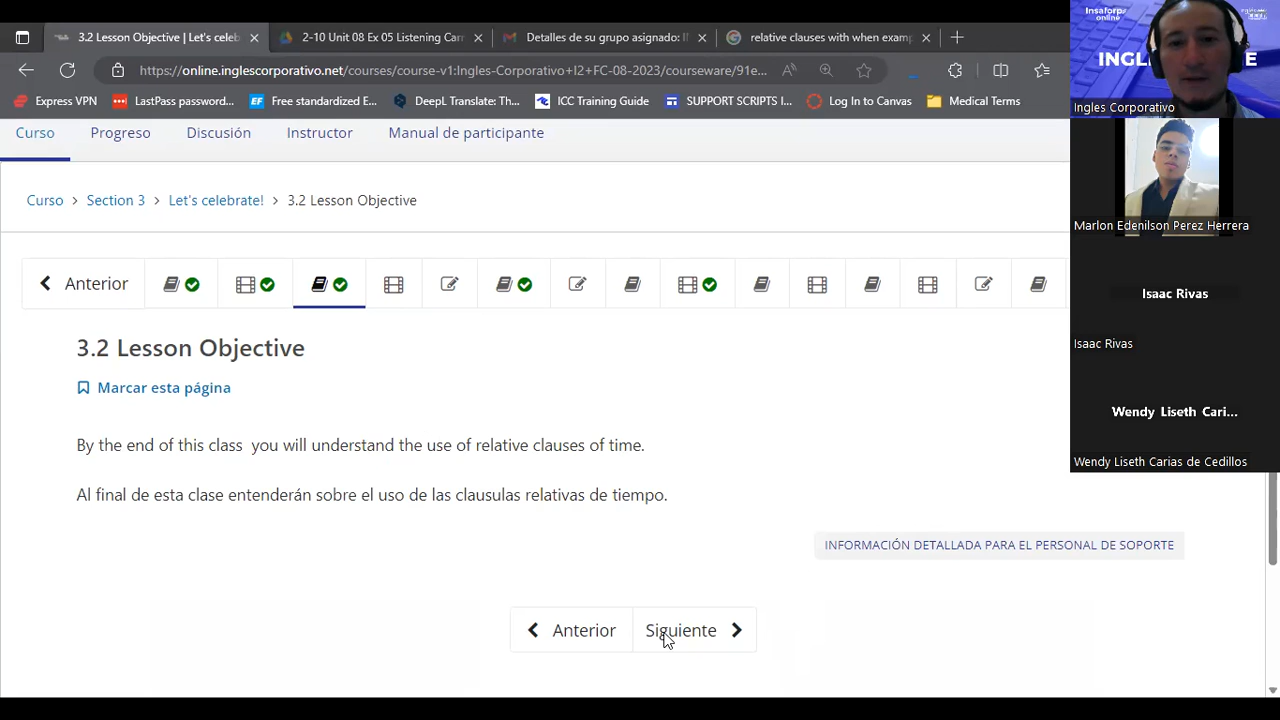 3.2 Lesson Objective | Let's celeb
2-10 Unit 08 Ex 05 Listening Car
Detalles de su grupo asignado: I
relative clauses with when examp
https://online.inglescorporativo.net/courses/course-v1:Ingles-Corporativo+I2+FC-08-2023/courseware/91e...
Express VPN
LastPass password...
Free standardized E...
DeepL Translate: Th...
ICC Training Guide
SUPPORT SCRIPTS I...
Log In to Canvas
Medical Terms
Curso
Progreso
Discusión
Instructor
Manual de participante
Curso > Section 3 > Let's celebrate! > 3.2 Lesson Objective
Anterior
3.2 Lesson Objective
Marcar esta página
By the end of this class you will understand the use of relative clauses of time.
Al final de esta clase entenderán sobre el uso de las clausulas relativas de tiempo.
INFORMACIÓN DETALLADA PARA EL PERSONAL DE SOPORTE
Anterior
Siguiente
Insaforp
online
INGL
E
Ingles Corporativo
Marlon Edenilson Perez Herrera
Isaac Rivas
Isaac Rivas
Wendy Liseth Cari...
Wendy Liseth Carias de Cedillos